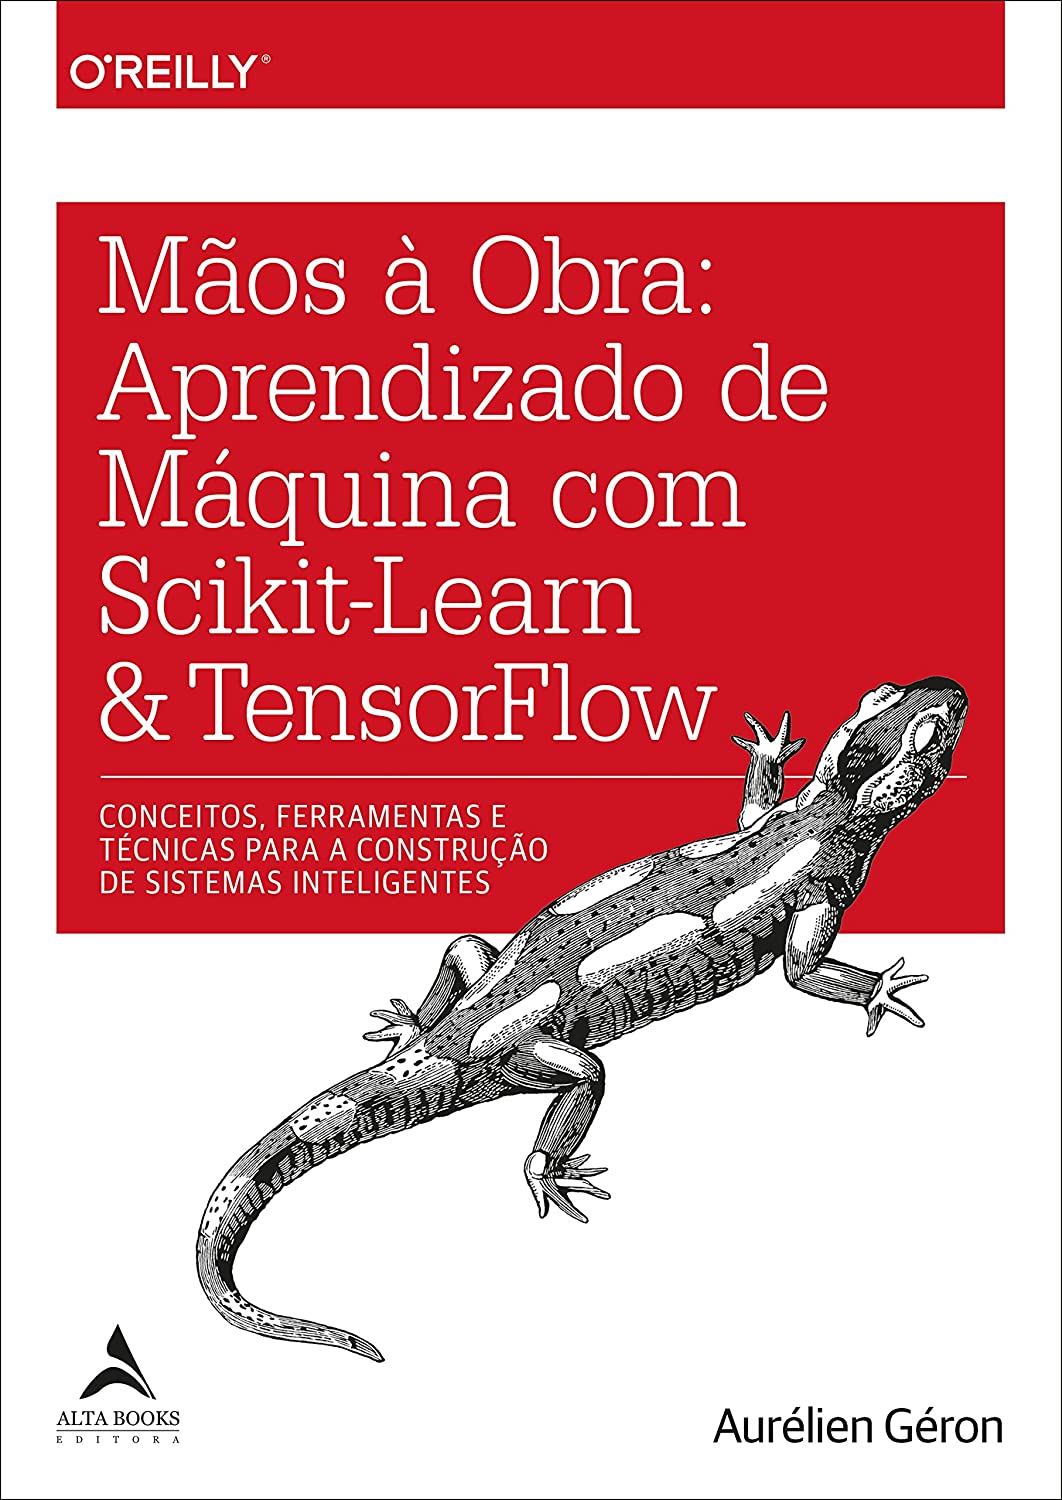 O'REILLY®
Mãos à Obra:
Aprendizado de
Máquina com
Scikit-Learn
& TensorFlow
CONCEITOS, FERRAMENTAS E
TÉCNICAS PARA A CONSTRUÇÃO
DE SISTEMAS INTELIGENTES
ALTA BOOKS
EDITORA
Aurélien Géron